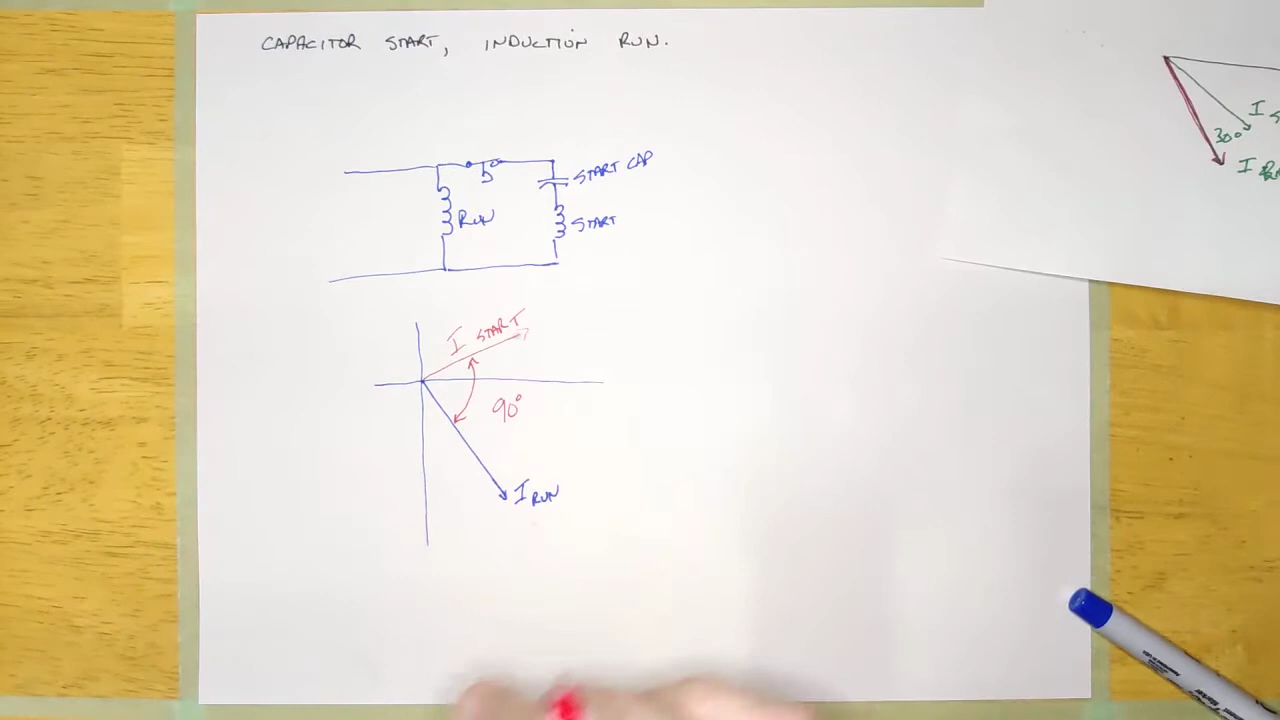 CAPACITOR START, INDUCTION RUN.
START CAP
RUN
START
I START
90°
I RUN
I
30°
I